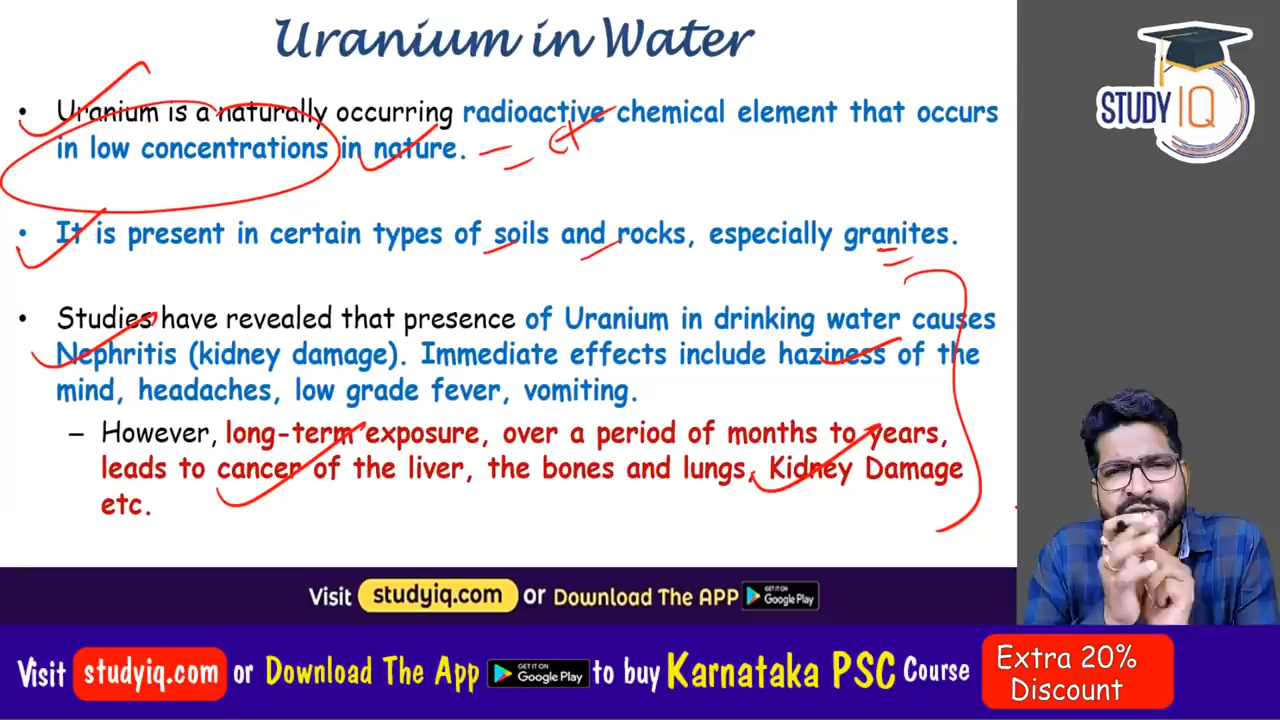 Uranium in Water
STUDY IQ
• Uranium is a naturally occurring radioactive chemical element that occurs
in low concentrations in nature.
• It is present in certain types of soils and rocks, especially granites.
• Studies have revealed that presence of Uranium in drinking water causes
Nephritis (kidney damage). Immediate effects include haziness of the
mind, headaches, low grade fever, vomiting.
– However, long-term exposure, over a period of months to years,
leads to cancer of the liver, the bones and lungs, Kidney Damage
etc.
Visit studyiq.com or Download The APP GET IT ON Google Play
Visit studyiq.com or Download The App GET IT ON Google Play to buy Karnataka PSC Course
Extra 20%
Discount